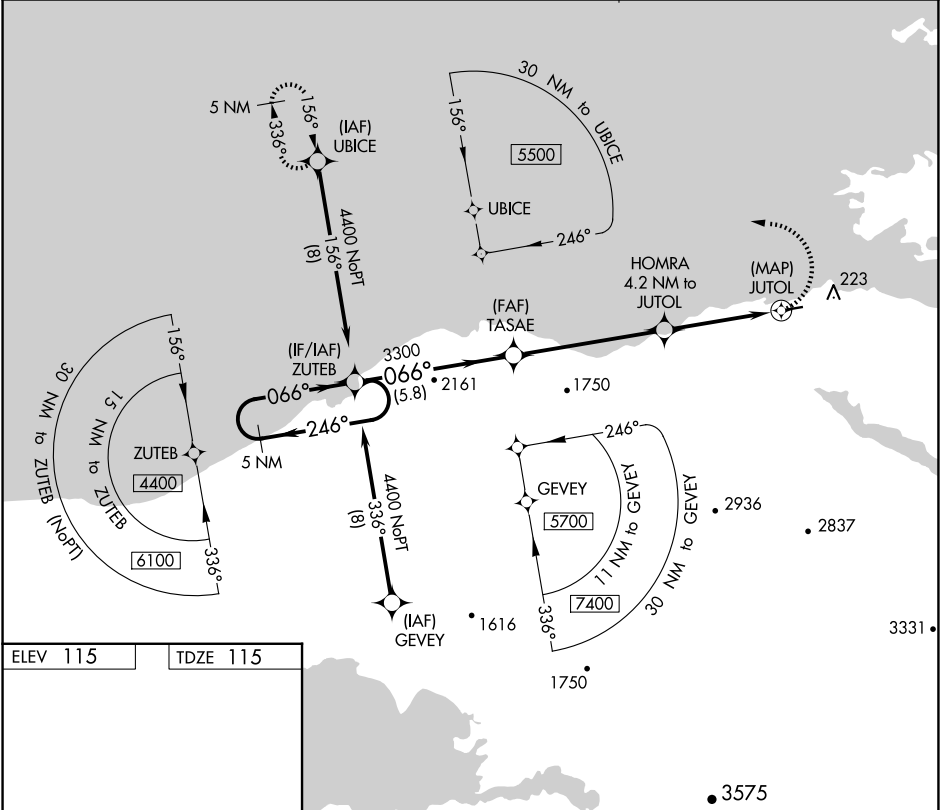 30 NM to UBICE
156°
5500
UBICE
246°
5 NM
156°
336°
(IAF)
UBICE
4400 NoPT
156°
(8)
HOMRA
4.2 NM to
JUTOL
(MAP)
JUTOL
223
(FAF)
TASAE
(IF/IAF)
ZUTEB
3300
066°
(5.8)
2161
1750
066°
246°
5 NM
156°
30 NM to ZUTEB (NoPT)
15 NM to ZUTEB
ZUTEB
4400
6100
336°
4400 NoPT
336°
(8)
(IAF)
GEVEY
246°
GEVEY
5700
11 NM to GEVEY
7400
30 NM to GEVEY
336°
2936
2837
1616
3331
1750
3575
ELEV 115
TDZE 115